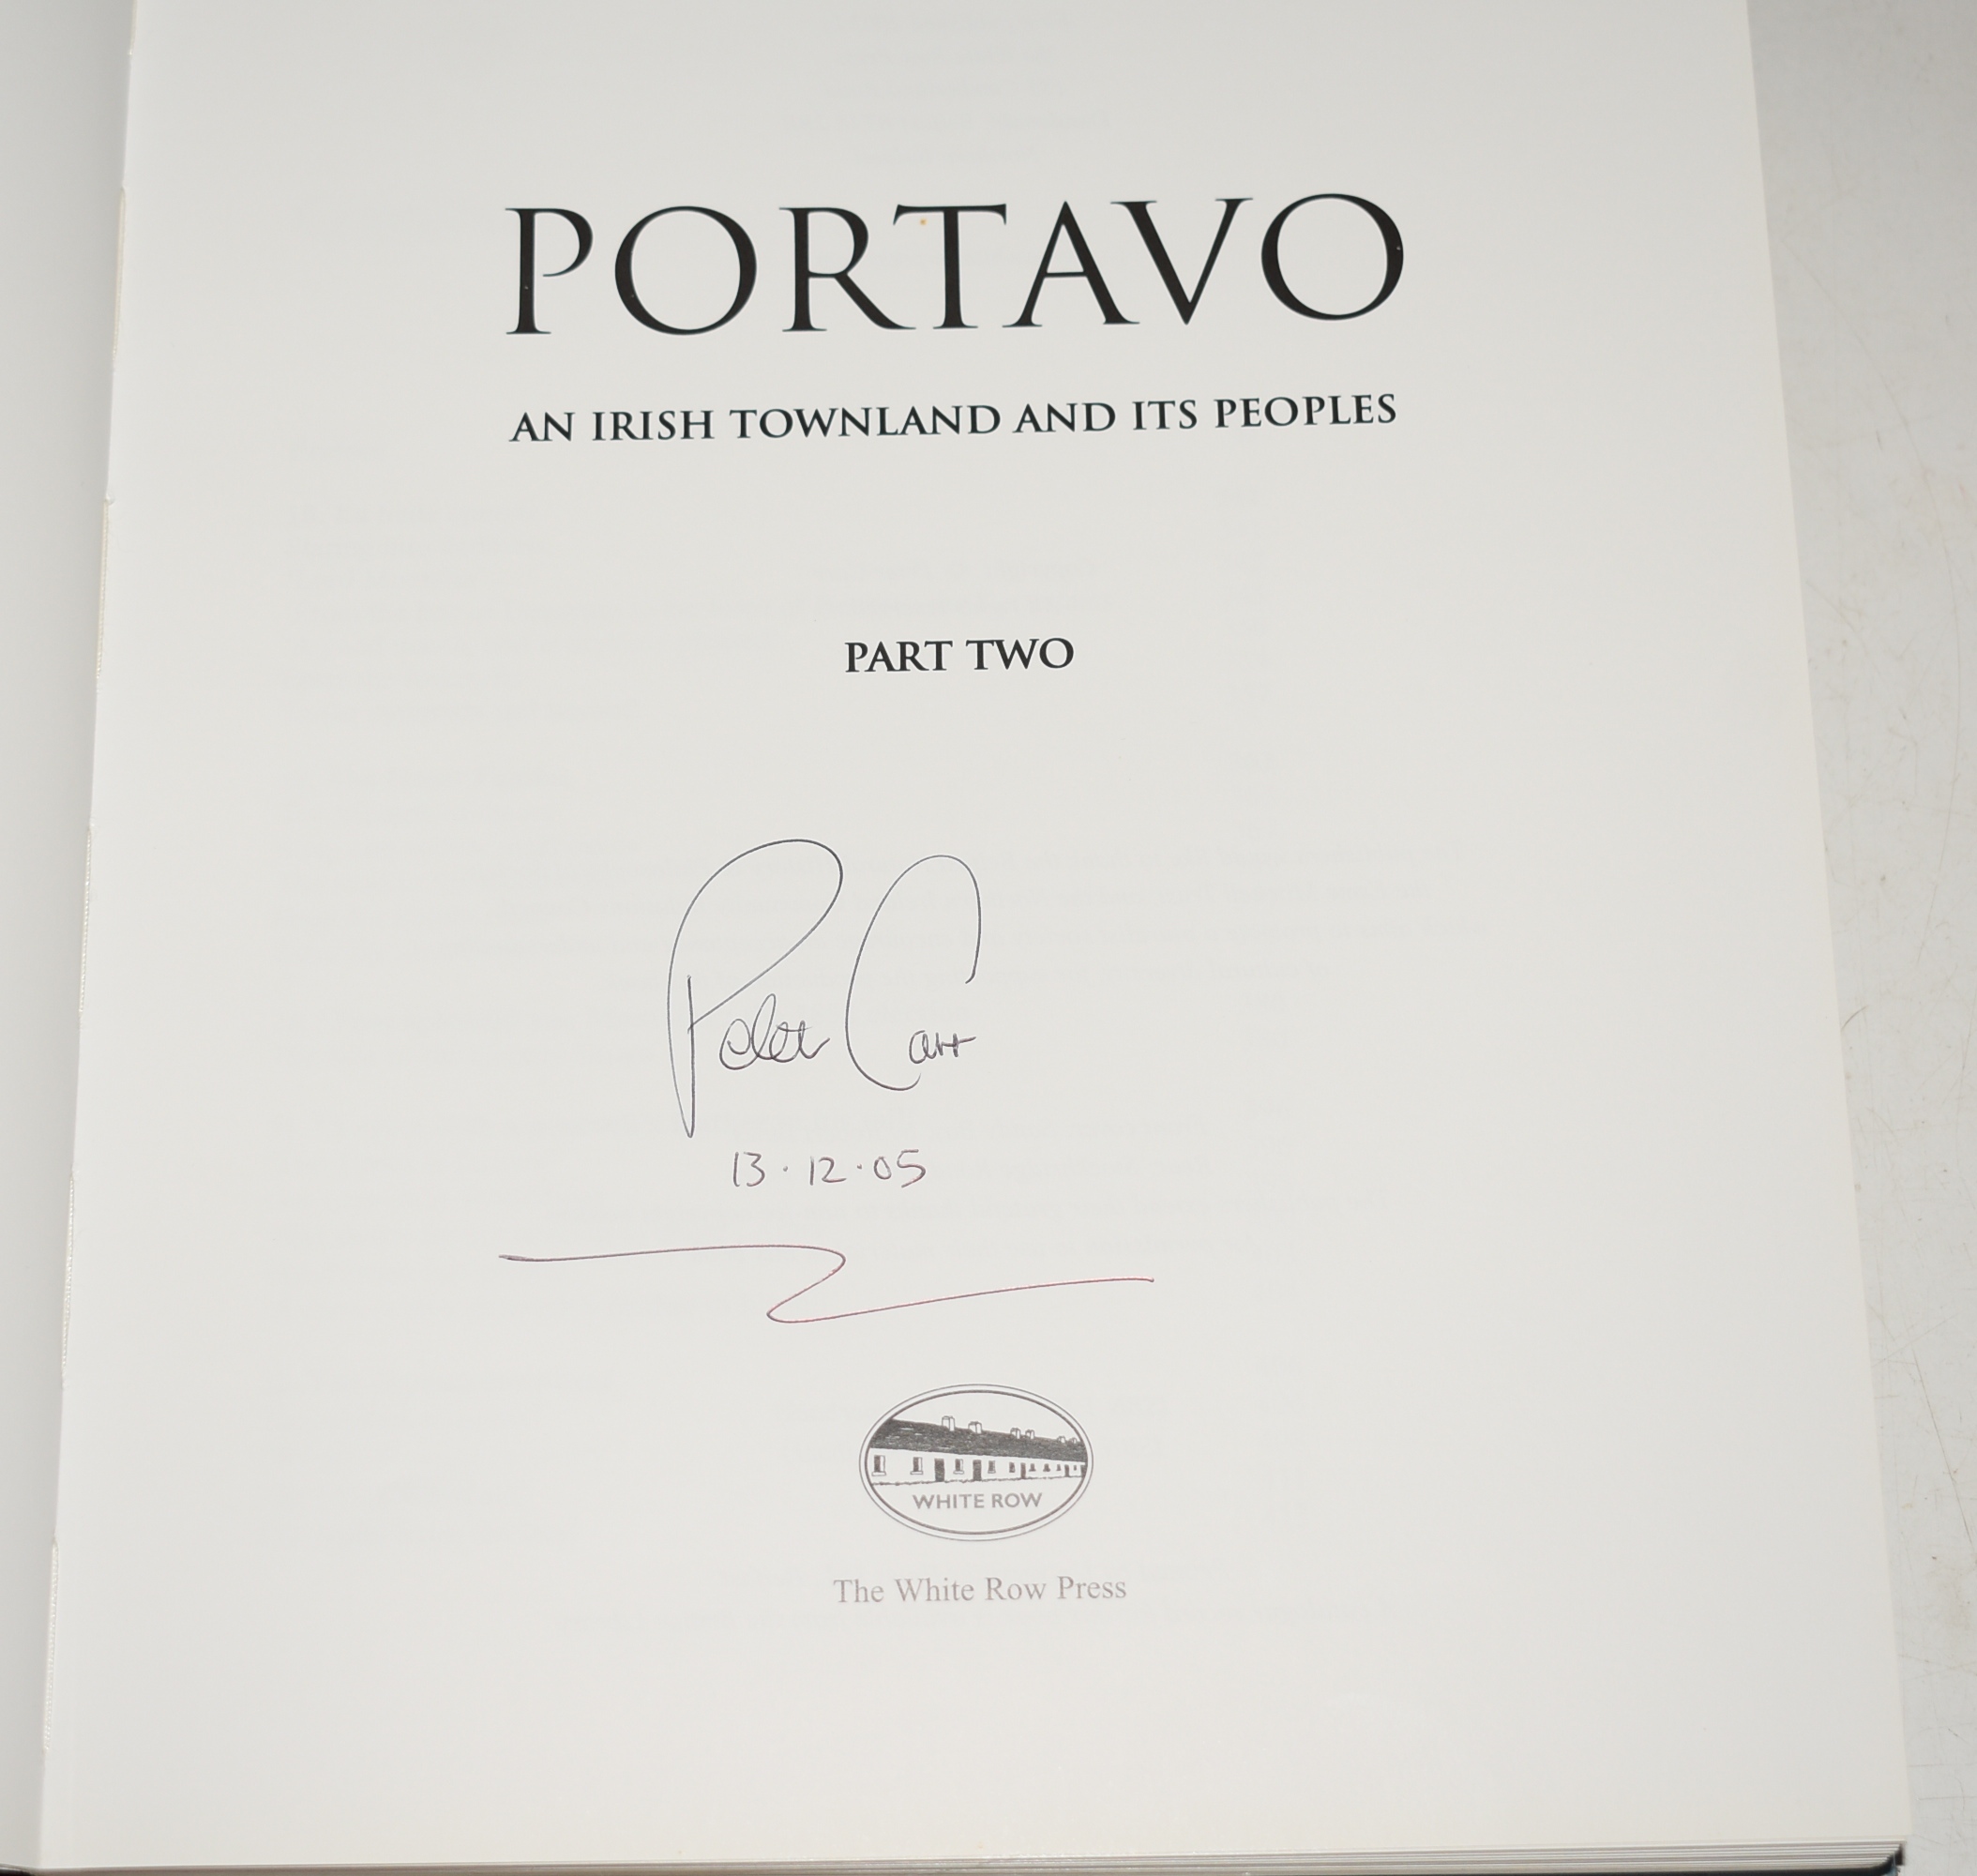 PORTAVO
AN IRISH TOWNLAND AND ITS PEOPLES
PART TWO
Peter Carr
13.12.05
WHITE ROW
The White Row Press